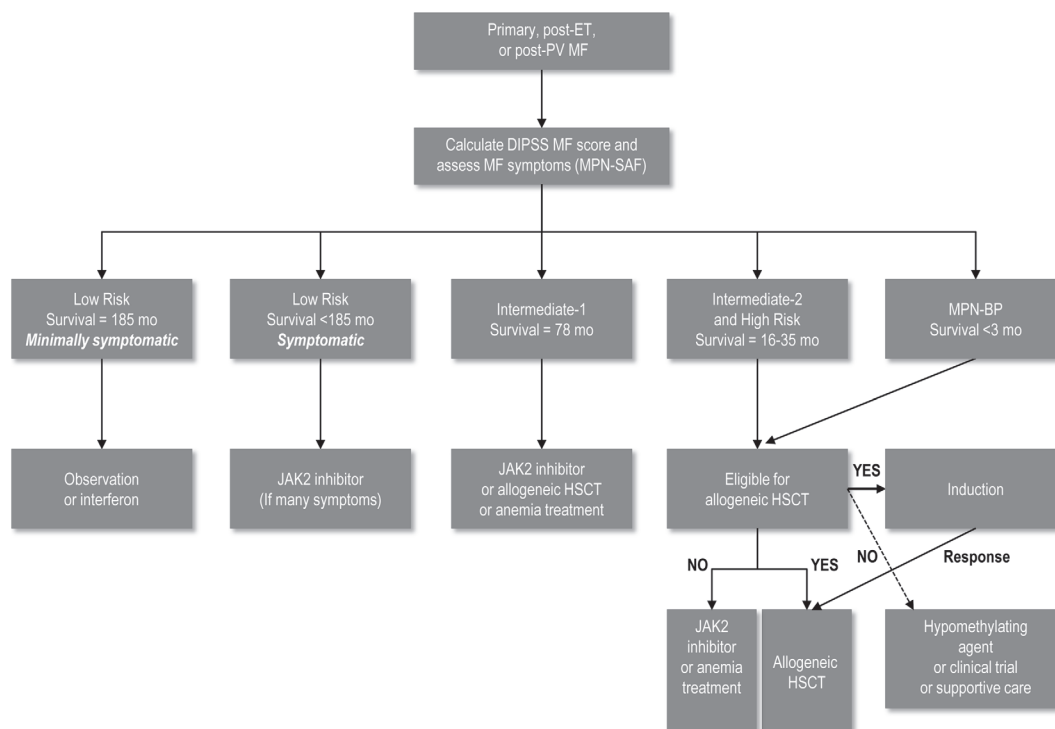 Primary, post-ET,
or post-PV MF
Calculate DIPSS MF score and
assess MF symptoms (MPN-SAF)
Low Risk
Survival = 185 mo
Minimally symptomatic
Low Risk
Survival <185 mo
Symptomatic
Intermediate-1
Survival = 78 mo
Intermediate-2
and High Risk
Survival = 16-35 mo
MPN-BP
Survival <3 mo
Observation
or interferon
JAK2 inhibitor
(If many symptoms)
JAK2 inhibitor
or allogeneic HSCT
or anemia treatment
Eligible for
allogeneic HSCT
YES
Induction
NO
YES
NO
Response
JAK2
inhibitor
or anemia
treatment
Allogeneic
HSCT
Hypomethylating
agent
or clinical trial
or supportive care